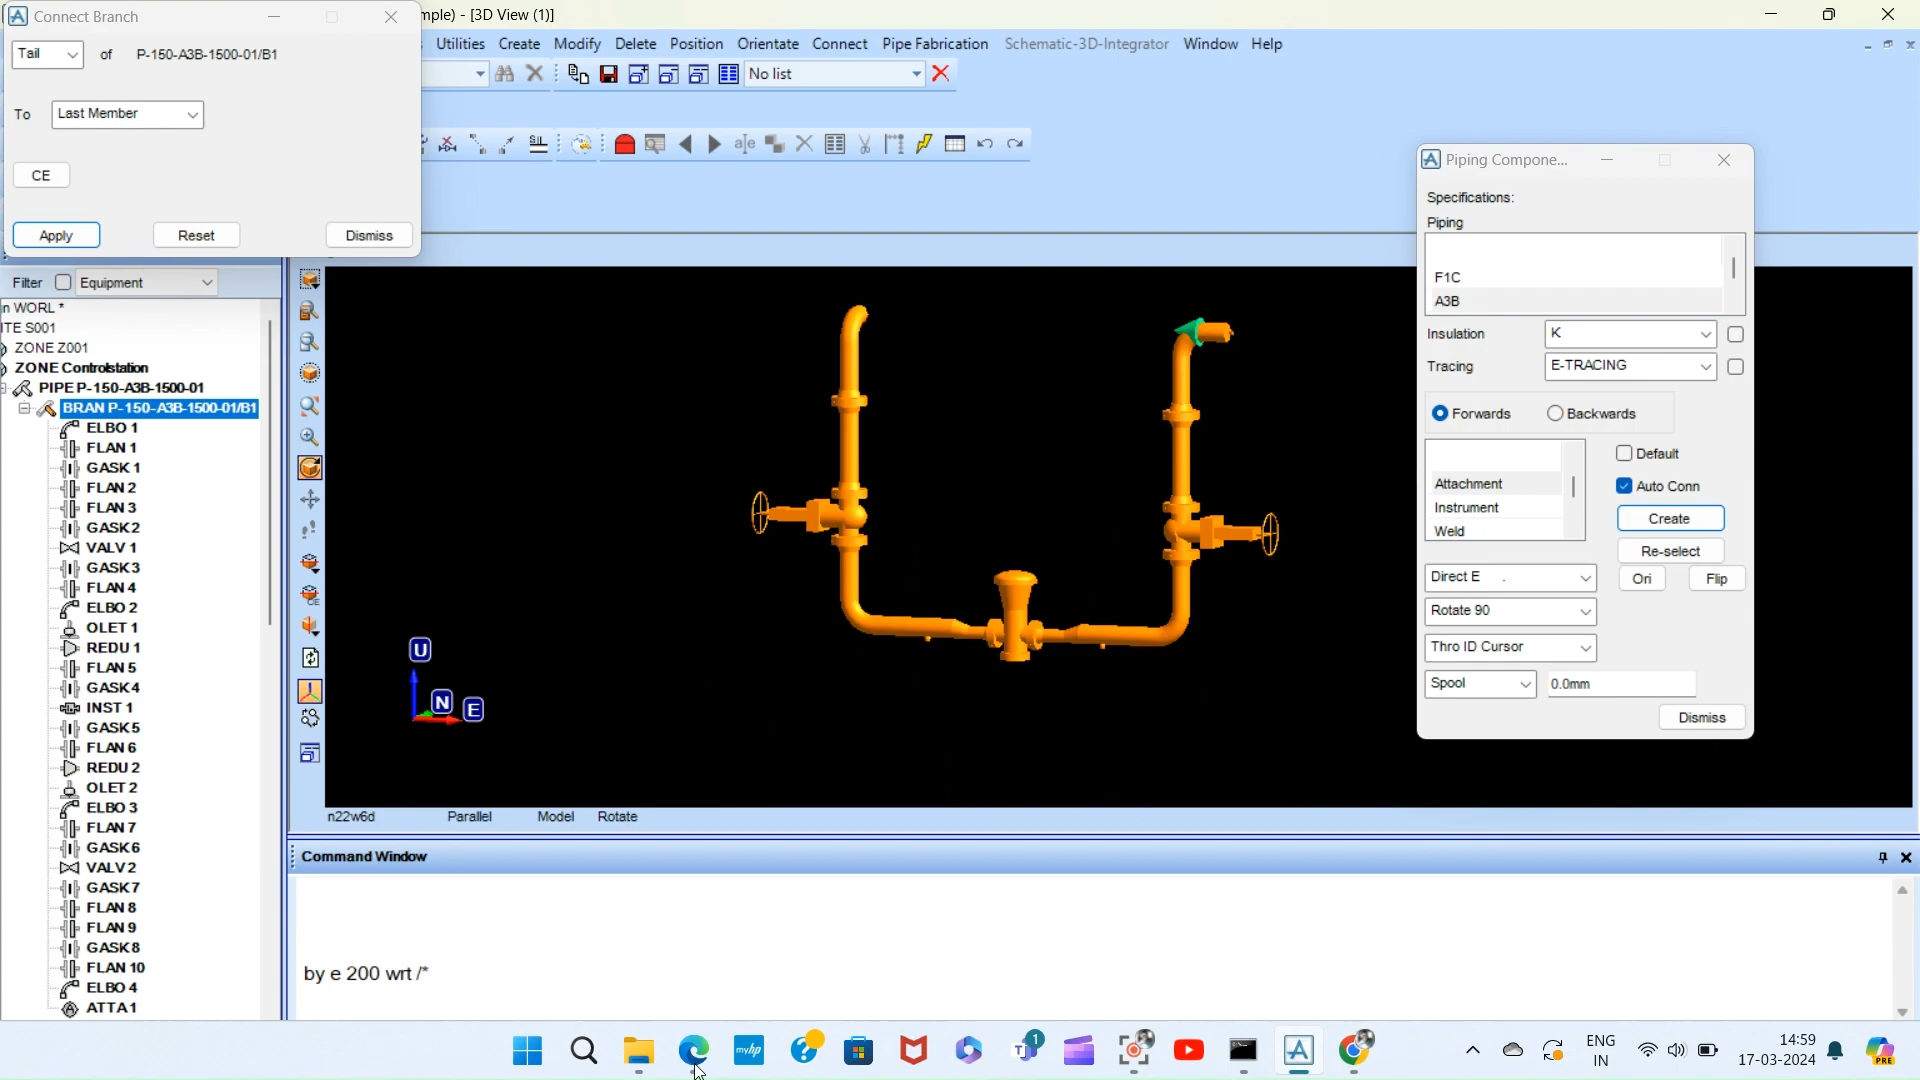 Connect Branch
mple) - [3D View (1)]
Tail of P-150-A3B-1500-01/B1
To Last Member
CE
Apply Reset Dismiss
Utilities Create Modify Delete Position Orientate Connect Pipe Fabrication Schematic-3D-Integrator Window Help
No list
Filter Equipment
n WORL *
ITE S001
ZONE Z001
ZONE Controlstation
PIPE P-150-A3B-1500-01
BRAN P-150-A3B-1500-01/B1
ELBO 1
FLAN 1
GASK 1
FLAN 2
FLAN 3
GASK 2
VALV 1
GASK 3
FLAN 4
ELBO 2
OLET 1
REDU 1
FLAN 5
GASK 4
INST 1
GASK 5
FLAN 6
REDU 2
OLET 2
ELBO 3
FLAN 7
GASK 6
VALV 2
GASK 7
FLAN 8
FLAN 9
GASK 8
FLAN 10
ELBO 4
ATTA 1
U
N
E
n22w6d Parallel Model Rotate
Piping Compone...
Specifications:
Piping
F1C
A3B
Insulation K
Tracing E-TRACING
Forwards Backwards
Attachment
Instrument
Weld
Default
Auto Conn
Create
Re-select
Direct E . Ori Flip
Rotate 90
Thro ID Cursor
Spool 0.0mm
Dismiss
Command Window
by e 200 wrt /*
myhp
1
ENG
IN
14:59
17-03-2024
PRE